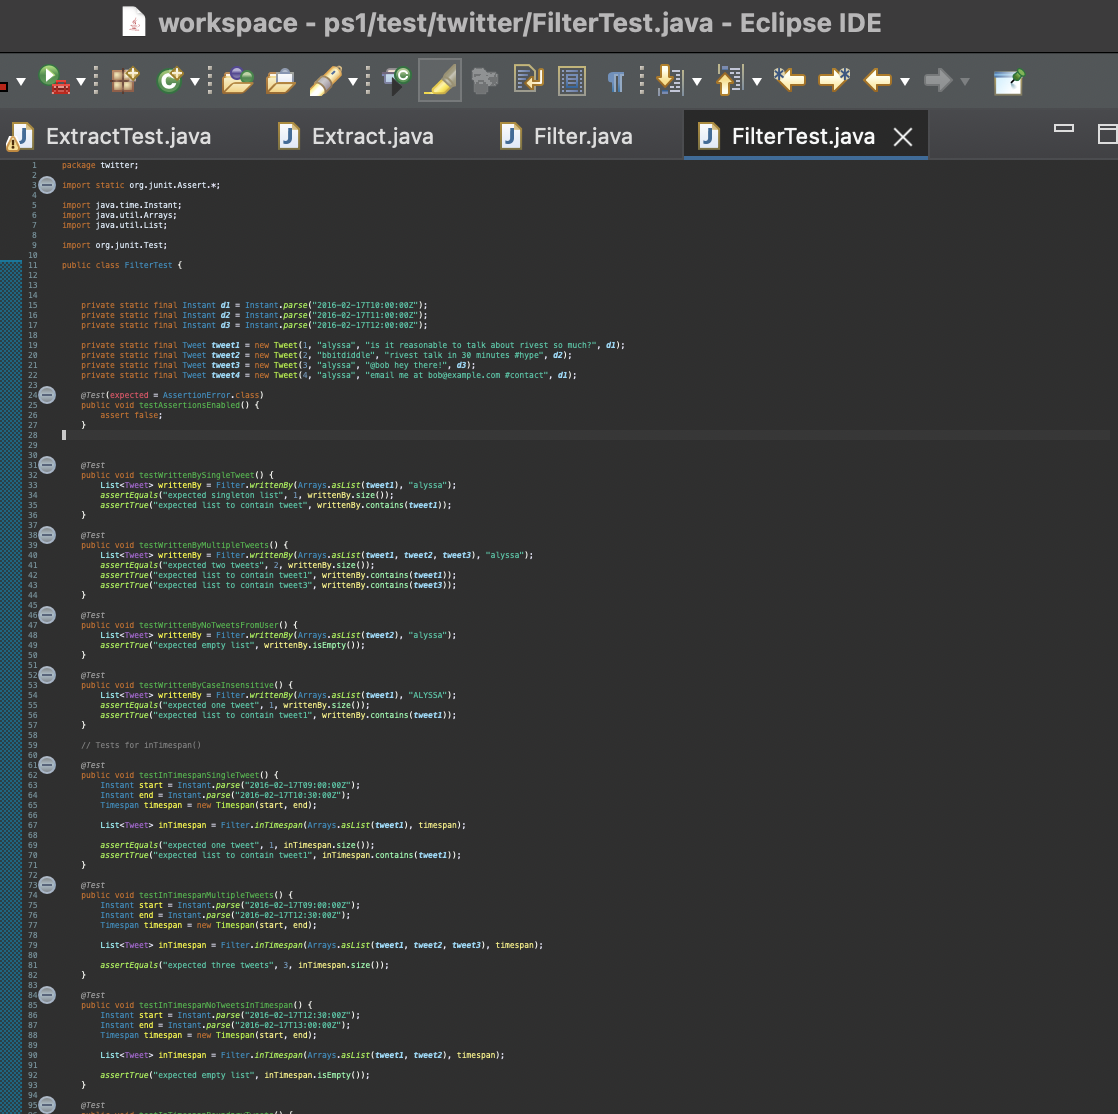 workspace - ps1/test/twitter/FilterTest.java - Eclipse IDE
ExtractTest.java Extract.java Filter.java FilterTest.java
1 package twitter;
2
3 import static org.junit.Assert.*;
4
5 import java.time.Instant;
6 import java.util.Arrays;
7 import java.util.List;
8
9 import org.junit.Test;
10
11 public class FilterTest {
12
13
14
15 private static final Instant d1 = Instant.parse("2016-02-17T10:00:00Z");
16 private static final Instant d2 = Instant.parse("2016-02-17T11:00:00Z");
17 private static final Instant d3 = Instant.parse("2016-02-17T12:00:00Z");
18
19 private static final Tweet tweet1 = new Tweet(1, "alyssa", "is it reasonable to talk about rivest so much?", d1);
20 private static final Tweet tweet2 = new Tweet(2, "bbitdiddle", "rivest talk in 30 minutes #hype", d2);
21 private static final Tweet tweet3 = new Tweet(3, "alyssa", "@bob hey there!", d3);
22 private static final Tweet tweet4 = new Tweet(4, "alyssa", "email me at bob@example.com #contact", d1);
23
24 @Test(expected = AssertionError.class)
25 public void testAssertionsEnabled() {
26 assert false;
27 }
28
29
30
31 @Test
32 public void testWrittenBySingleTweet() {
33 List<Tweet> writtenBy = Filter.writtenBy(Arrays.asList(tweet1), "alyssa");
34 assertEquals("expected singleton list", 1, writtenBy.size());
35 assertTrue("expected list to contain tweet", writtenBy.contains(tweet1));
36 }
37
38 @Test
39 public void testWrittenByMultipleTweets() {
40 List<Tweet> writtenBy = Filter.writtenBy(Arrays.asList(tweet1, tweet2, tweet3), "alyssa");
41 assertEquals("expected two tweets", 2, writtenBy.size());
42 assertTrue("expected list to contain tweet1", writtenBy.contains(tweet1));
43 assertTrue("expected list to contain tweet3", writtenBy.contains(tweet3));
44 }
45
46 @Test
47 public void testWrittenByNoTweetsFromUser() {
48 List<Tweet> writtenBy = Filter.writtenBy(Arrays.asList(tweet2), "alyssa");
49 assertTrue("expected empty list", writtenBy.isEmpty());
50 }
51
52 @Test
53 public void testWrittenByCaseInsensitive() {
54 List<Tweet> writtenBy = Filter.writtenBy(Arrays.asList(tweet1), "ALYSSA");
55 assertEquals("expected one tweet", 1, writtenBy.size());
56 assertTrue("expected list to contain tweet1", writtenBy.contains(tweet1));
57 }
58
59 // Tests for inTimespan()
60
61 @Test
62 public void testInTimespanSingleTweet() {
63 Instant start = Instant.parse("2016-02-17T09:00:00Z");
64 Instant end = Instant.parse("2016-02-17T10:30:00Z");
65 Timespan timespan = new Timespan(start, end);
66
67 List<Tweet> inTimespan = Filter.inTimespan(Arrays.asList(tweet1), timespan);
68
69 assertEquals("expected one tweet", 1, inTimespan.size());
70 assertTrue("expected list to contain tweet1", inTimespan.contains(tweet1));
71 }
72
73 @Test
74 public void testInTimespanMultipleTweets() {
75 Instant start = Instant.parse("2016-02-17T09:00:00Z");
76 Instant end = Instant.parse("2016-02-17T12:30:00Z");
77 Timespan timespan = new Timespan(start, end);
78
79 List<Tweet> inTimespan = Filter.inTimespan(Arrays.asList(tweet1, tweet2, tweet3), timespan);
80
81 assertEquals("expected three tweets", 3, inTimespan.size());
82 }
83
84 @Test
85 public void testInTimespanNoTweetsInTimespan() {
86 Instant start = Instant.parse("2016-02-17T12:30:00Z");
87 Instant end = Instant.parse("2016-02-17T13:00:00Z");
88 Timespan timespan = new Timespan(start, end);
89
90 List<Tweet> inTimespan = Filter.inTimespan(Arrays.asList(tweet1, tweet2), timespan);
91
92 assertTrue("expected empty list", inTimespan.isEmpty());
93 }
94
95 @Test